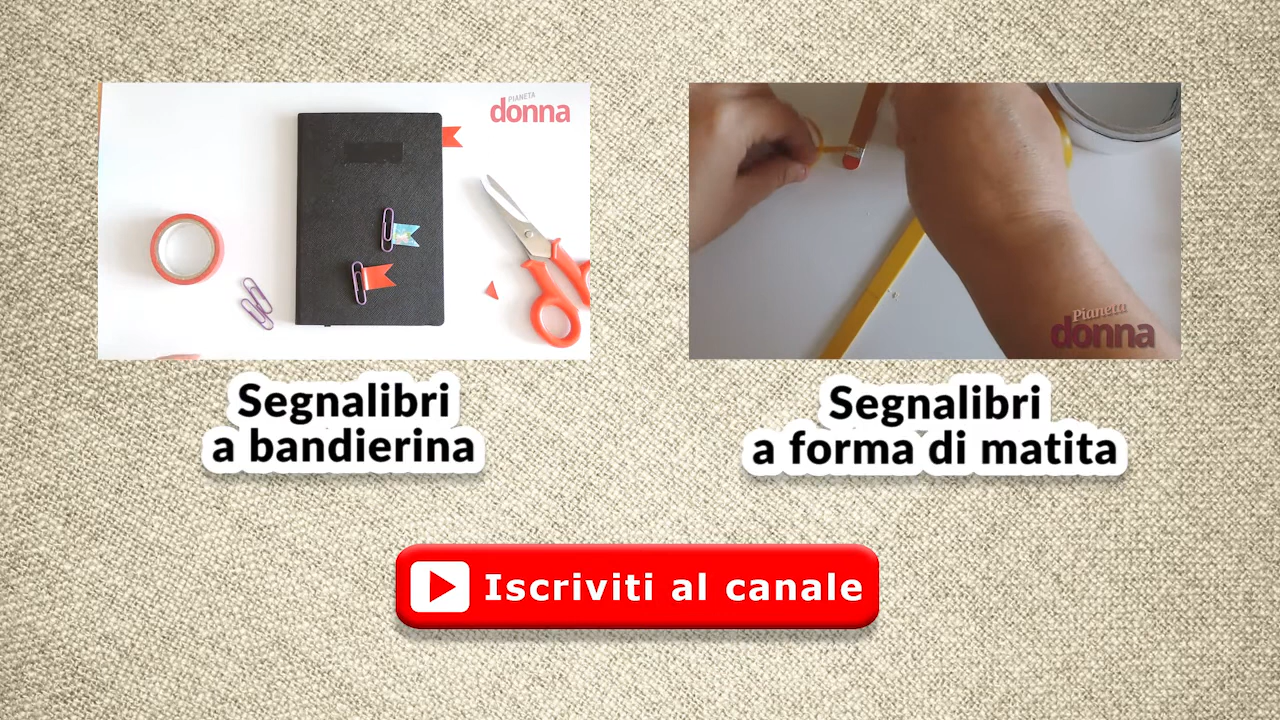 PIANETA
donna
Pianeta
donna
Segnalibri
a bandierina
Segnalibri
a forma di matita
Iscriviti al canale